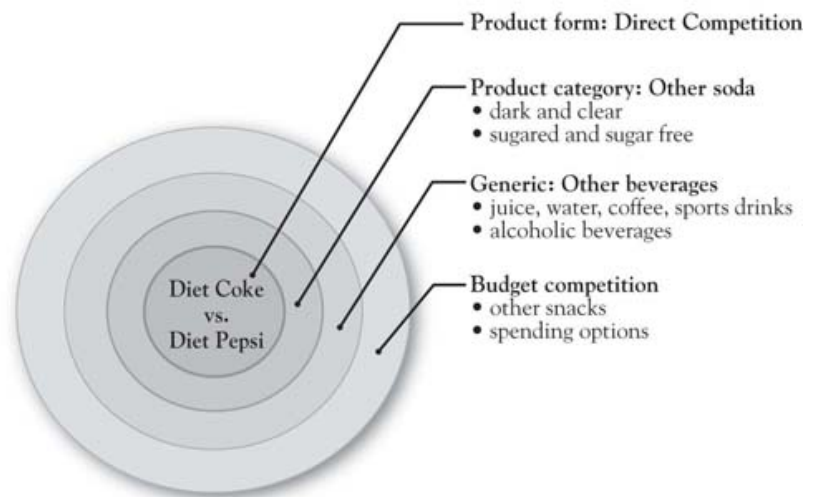 Product form: Direct Competition
Product category: Other soda
• dark and clear
• sugared and sugar free
Generic: Other beverages
• juice, water, coffee, sports drinks
• alcoholic beverages
Budget competition
• other snacks
• spending options
Diet Coke
vs.
Diet Pepsi